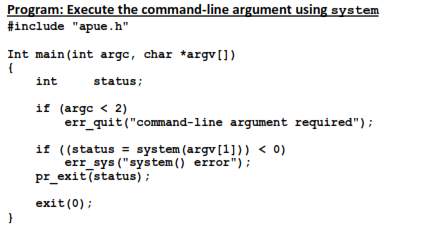 Program: Execute the command-line argument using system
#include "apue.h"
Int main(int argc, char *argv[])
{
int status;
if (argc < 2)
err_quit("command-line argument required");
if ((status = system(argv[1])) < 0)
err_sys("system() error");
pr_exit(status);
exit(0);
}